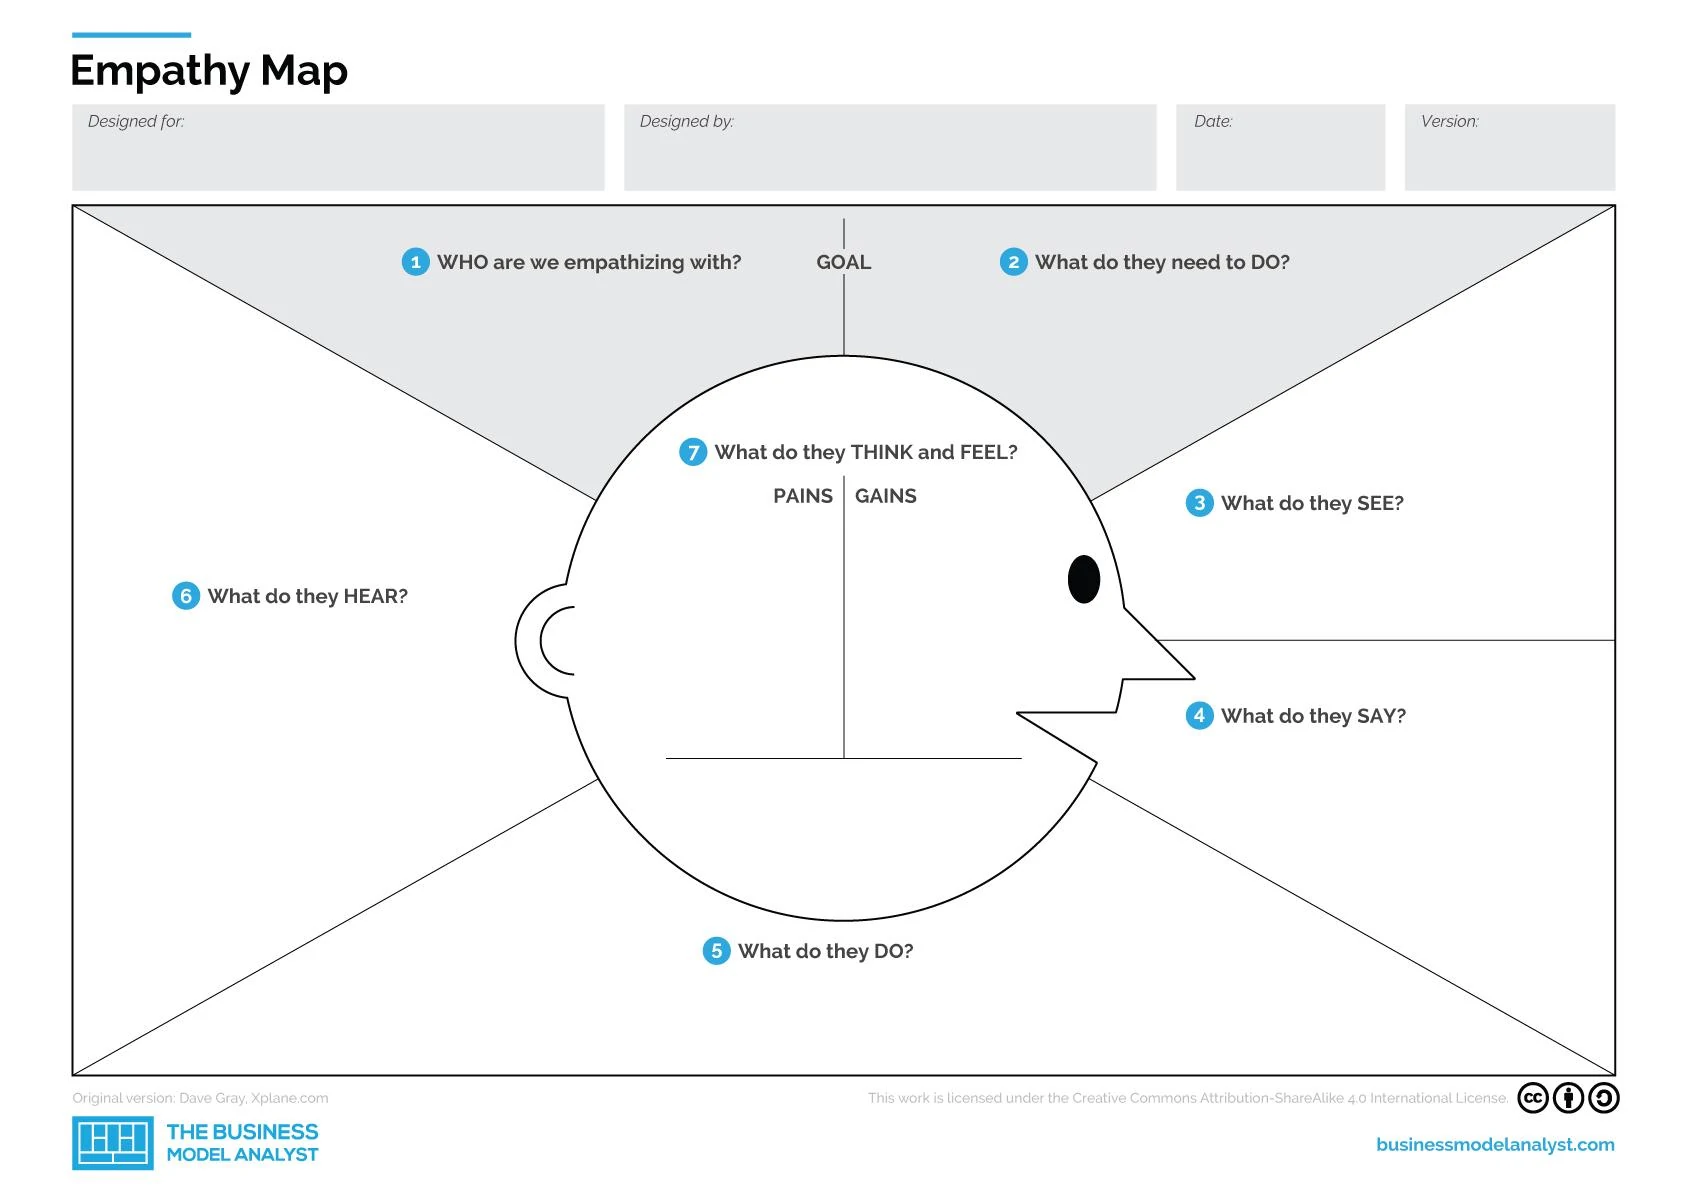 Empathy Map
Designed for:
Designed by:
Date:
Version:
1 WHO are we empathizing with?
GOAL
2 What do they need to DO?
7 What do they THINK and FEEL?
PAINS
GAINS
3 What do they SEE?
6 What do they HEAR?
4 What do they SAY?
5 What do they DO?
Original version: Dave Gray, Xplane.com
This work is licensed under the Creative Commons Attribution-ShareAlike 4.0 International License.
cc
THE BUSINESS
MODEL ANALYST
businessmodelanalyst.com